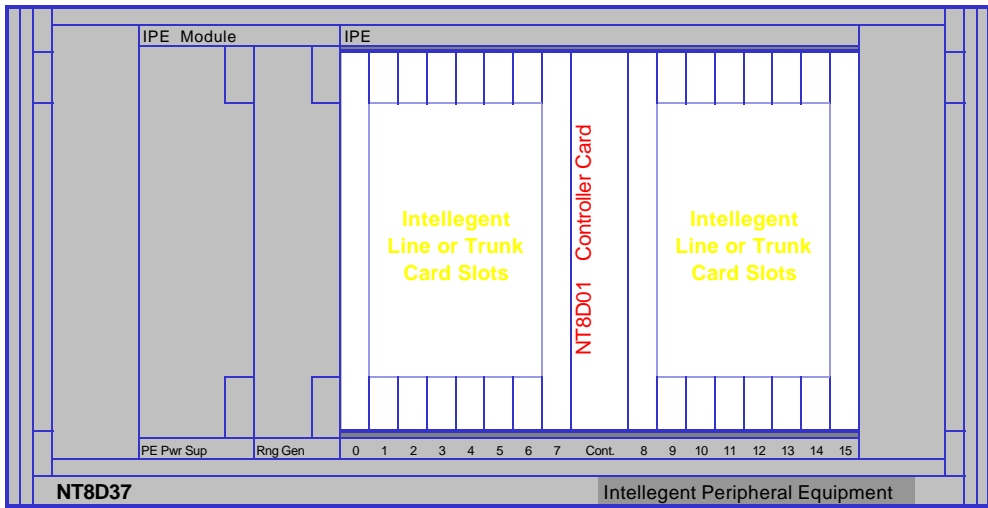 IPE Module
IPE
Intellegent
Line or Trunk
Card Slots
NT8D01 Controller Card
Intellegent
Line or Trunk
Card Slots
PE Pwr Sup Rng Gen 0 1 2 3 4 5 6 7 Cont. 8 9 10 11 12 13 14 15
NT8D37
Intellegent Peripheral Equipment